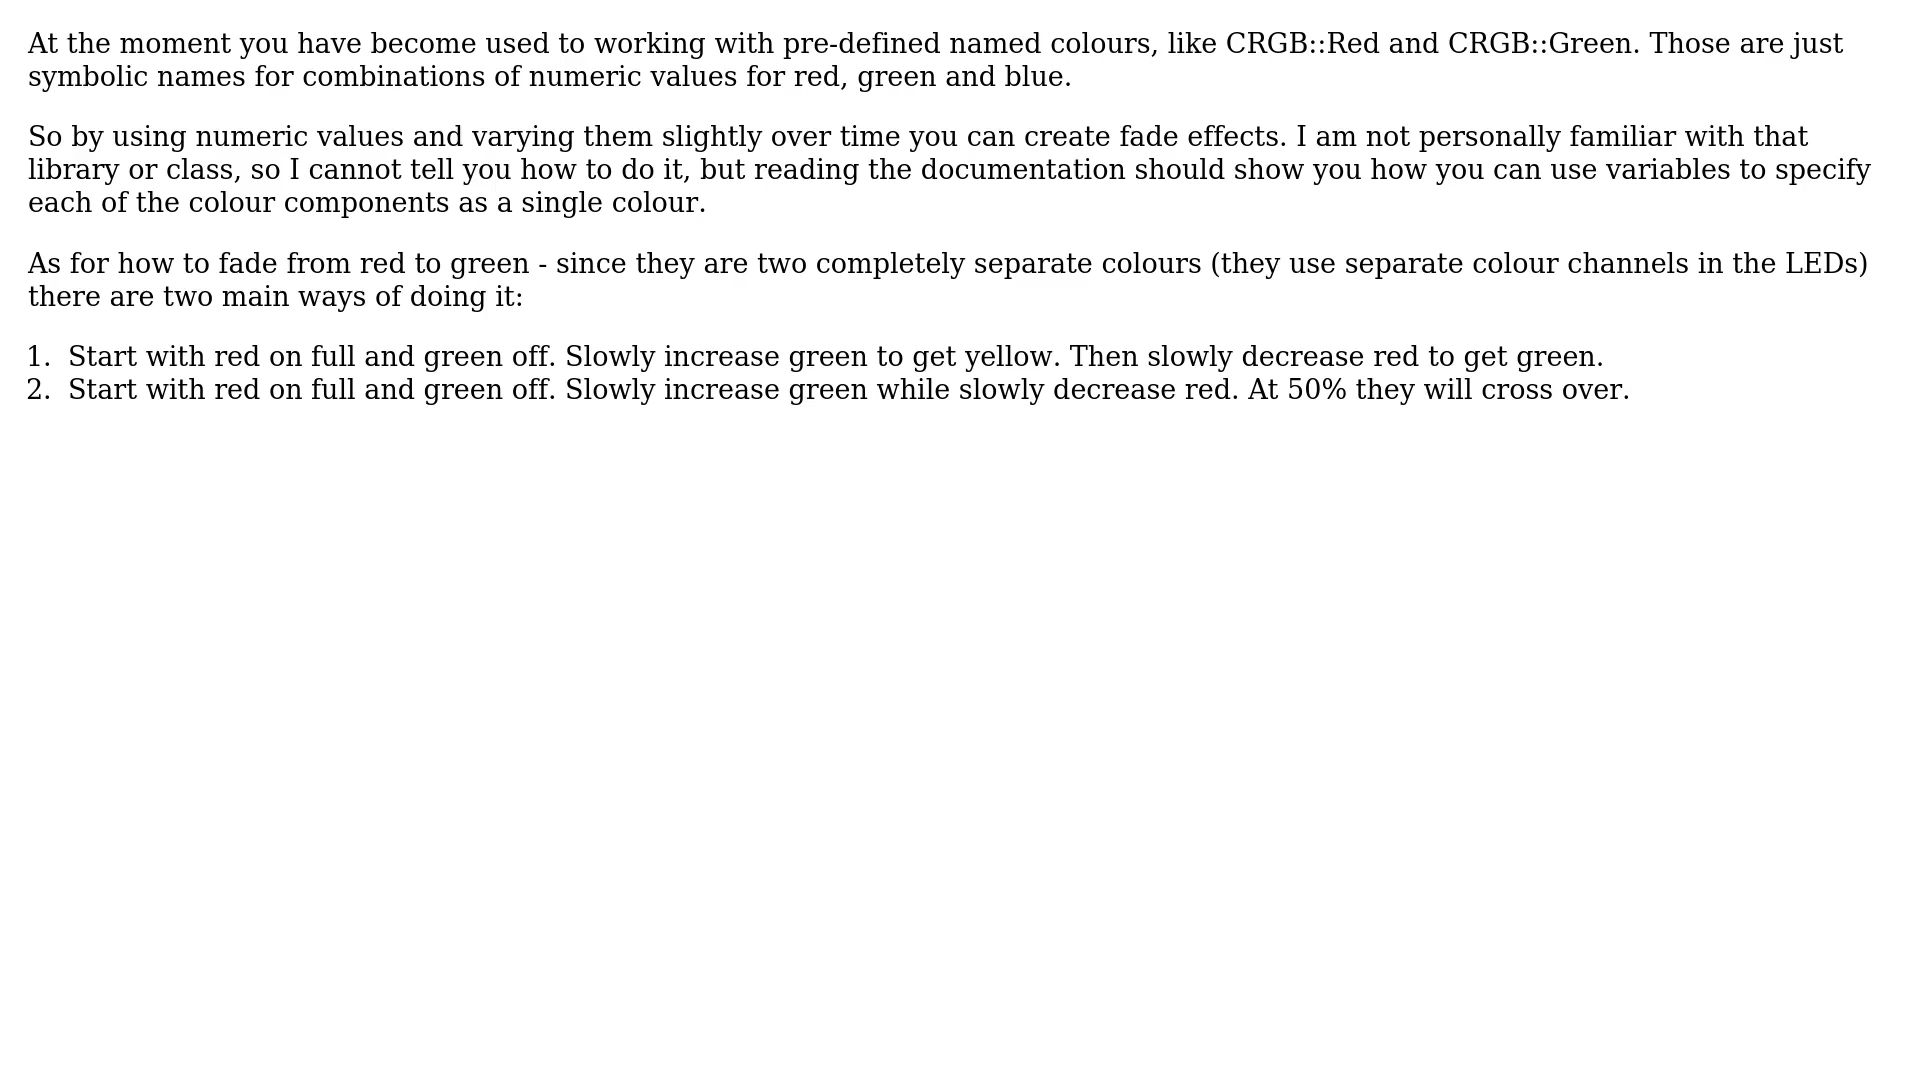 At the moment you have become used to working with pre-defined named colours, like CRGB::Red and CRGB::Green. Those are just
symbolic names for combinations of numeric values for red, green and blue.
So by using numeric values and varying them slightly over time you can create fade effects. I am not personally familiar with that
library or class, so I cannot tell you how to do it, but reading the documentation should show you how you can use variables to specify
each of the colour components as a single colour.
As for how to fade from red to green - since they are two completely separate colours (they use separate colour channels in the LEDs)
there are two main ways of doing it:
1. Start with red on full and green off. Slowly increase green to get yellow. Then slowly decrease red to get green.
2. Start with red on full and green off. Slowly increase green while slowly decrease red. At 50% they will cross over.